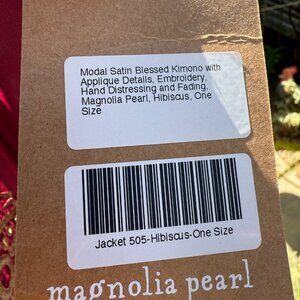 Modal Satin Blessed Kimono with
Applique Details, Embroidery,
Hand Distressing and Fading,
Magnolia Pearl, Hibiscus, One
Size
Jacket 505-Hibiscus-One Size
magnolia pearl